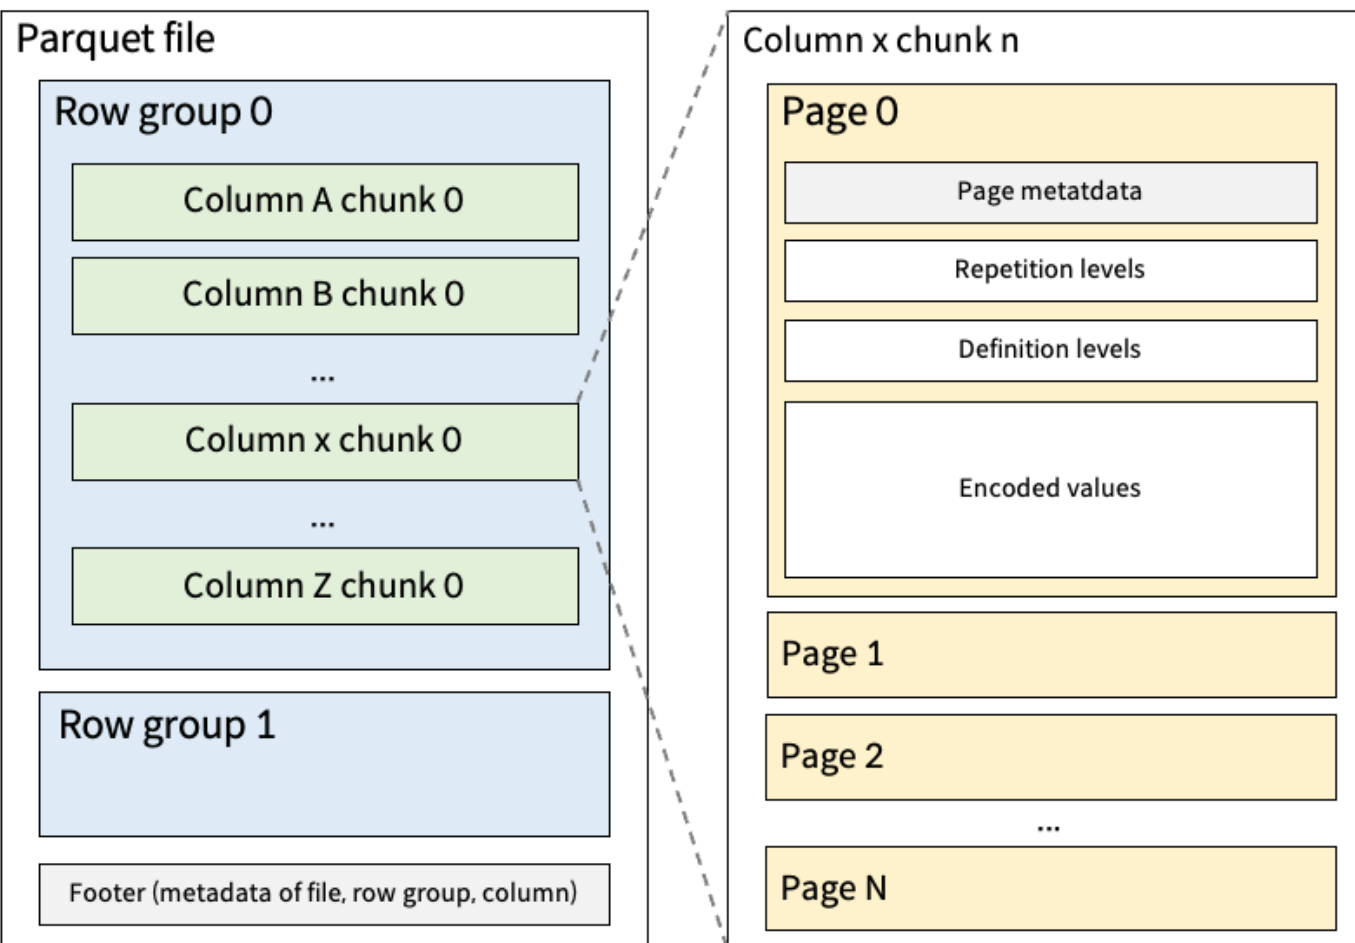 Parquet file
Row group 0
Column A chunk 0
Column B chunk 0
...
Column x chunk 0
...
Column Z chunk 0
Row group 1
Footer (metadata of file, row group, column)
Column x chunk n
Page 0
Page metatdata
Repetition levels
Definition levels
Encoded values
Page 1
Page 2
...
Page N